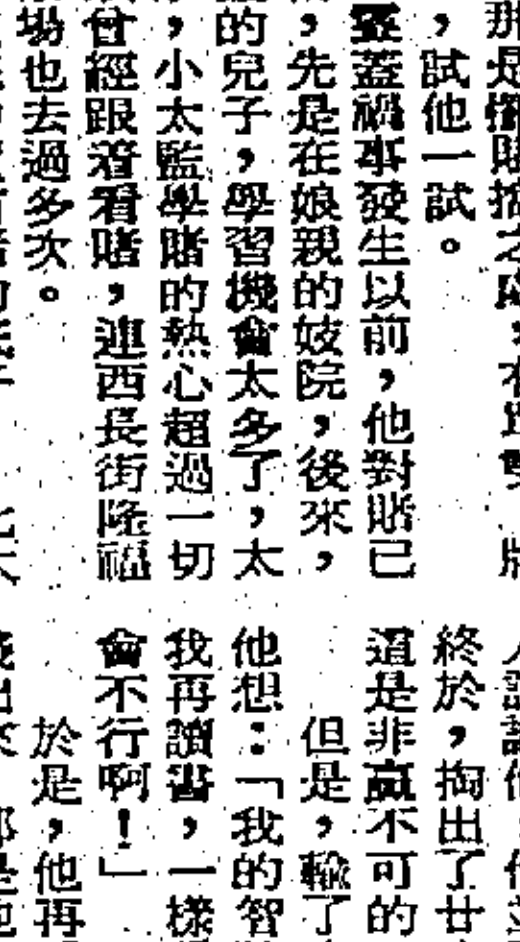 ，試他一試。
蓋禍事發生以前，他對賭已
，先是在娘親的妓院，後來，
的兒子，學習機會太多了，太
，小太監學賭的熱心超過一切
曾經跟着看賭，連西長街隆福
場也去過多次。
終於，掏出了廿
道是非贏不可的
但是，輸了
他想：「我的智
我再讀書，一樣
會不行啊！」
於是，他再